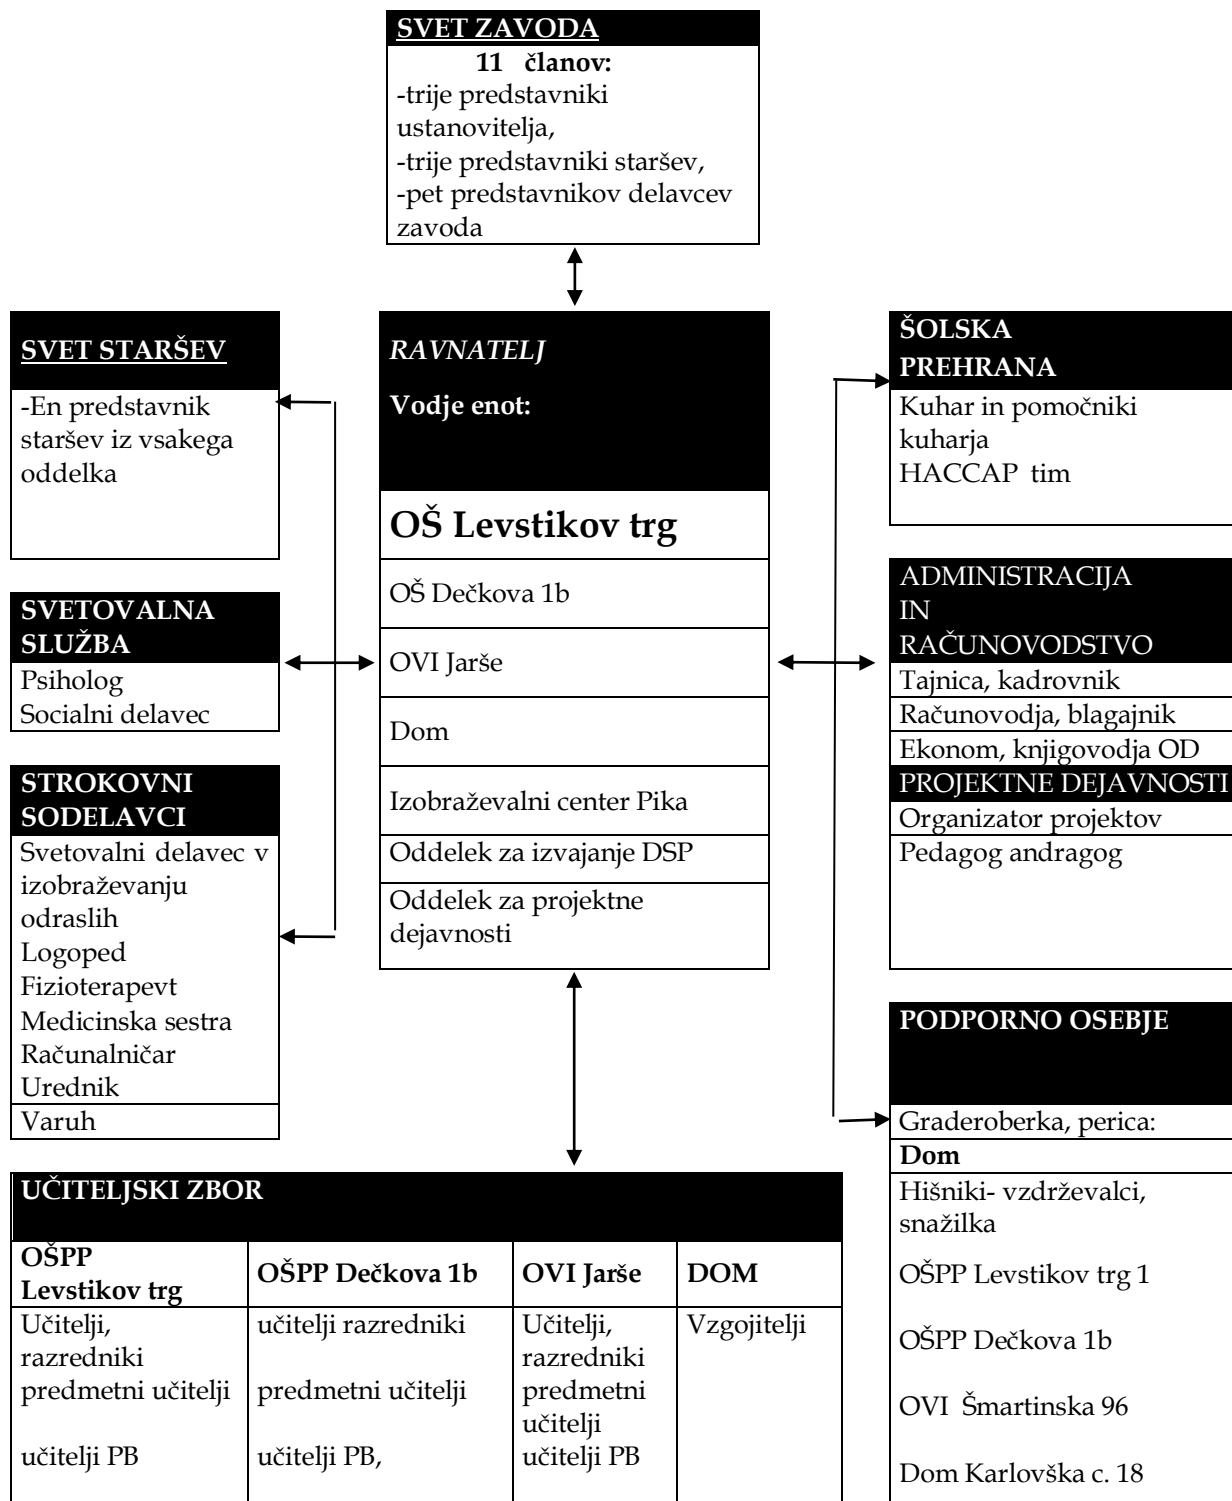 SVET ZAVODA
11 članov:
-trije predstavniki
ustanovitelja,
-trije predstavniki staršev,
-pet predstavnikov delavcev
zavoda
SVET STARŠEV
-En predstavnik
staršev iz vsakega
oddelka
SVETOVALNA
SLUŽBA
Psiholog
Socialni delavec
STROKOVNI
SODELAVCI
Svetovalni delavec v
izobraževanju
odraslih
Logoped
Fizioterapevt
Medicinska sestra
Računalničar
Urednik
Varuh
RAVNATELJ
Vodje enot:
OŠ Levstikov trg
OŠ Dečkova 1b
OVI Jarše
Dom
Izobraževalni center Pika
Oddelek za izvajanje DSP
Oddelek za projektne
dejavnosti
ŠOLSKA
PREHRANA
Kuhar in pomočniki
kuharja
HACCAP tim
ADMINISTRACIJA
IN
RAČUNOVODSTVO
Tajnica, kadrovnik
Računovodja, blagajnik
Ekonom, knjigovodja OD
PROJEKTNE DEJAVNOSTI
Organizator projektov
Pedagog andragog
PODPORNO OSEBJE
Graderoberka, perica:
Dom
Hišniki- vzdrževalci,
snažilka
OŠPP Levstikov trg 1
OŠPP Dečkova 1b
OVI Šmartinska 96
Dom Karlovška c. 18
UČITELJSKI ZBOR
OŠPP
Levstikov trg
Učitelji,
razredniki
predmetni učitelji
učitelji PB
OŠPP Dečkova 1b
učitelji razredniki
predmetni učitelji
učitelji PB,
OVI Jarše
Učitelji,
razredniki
predmetni
učitelji
učitelji PB
DOM
Vzgojitelji